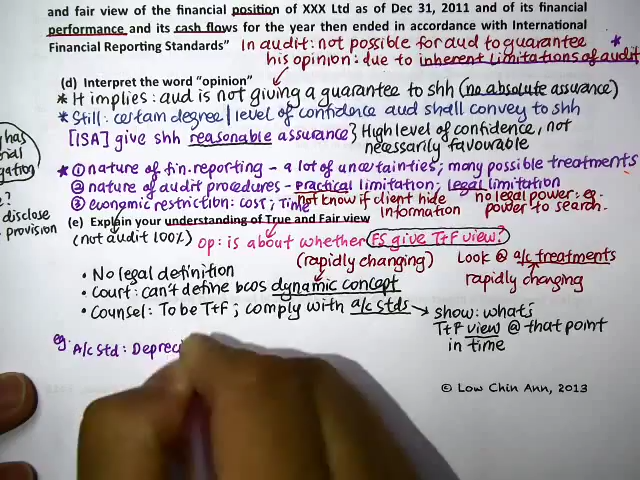 and fair view of the financial position of XXX Ltd as of Dec 31, 2011 and of its financial
performance and its cash flows for the year then ended in accordance with International
Financial Reporting Standards"
In audit: not possible for aud to guarantee *
his opinion: due to inherent limitations of audit
(d) Interpret the word "opinion"
* It implies: aud is not giving a guarantee to shh (no absolute assurance)
* Still: certain degree / level of confidence aud shall convey to shh
[ISA] give shh reasonable assurance} High level of confidence, not
necessarily favourable
* ① nature of fin. reporting - a lot of uncertainties; many possible treatments
② nature of audit procedures - practical limitation; legal limitation
③ economic restriction: cost; time
not know if client hide
information
no legal power: eg.
power to search.
y has
gation
e?
disclose
provision
(e) Explain your understanding of True and Fair view
(not audit 100%)
op: is about whether FS give T+F view?
(rapidly changing)
Look @ a/c treatments
rapidly changing
• No legal definition
• Court: can't define bcos dynamic concept
• Counsel: To be T+F; comply with a/c stds → show: what's
T+F view @ that point
in time
eg: A/c Std: Depreci
© Low Chin Ann, 2013